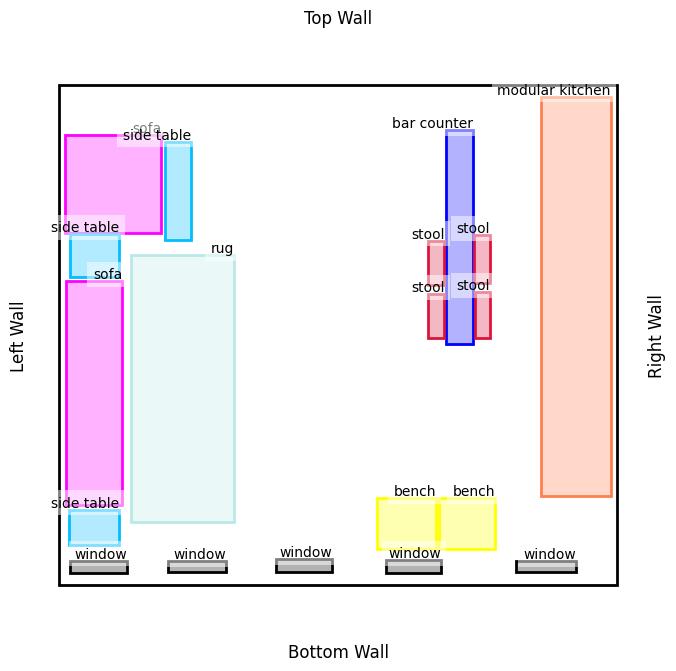 Top Wall
modular kitchen
bar counter
sofa
side table
side table
stool
stool
rug
sofa
stool
stool
Left Wall
Right Wall
bench
bench
side table
window
window
window
window
window
Bottom Wall